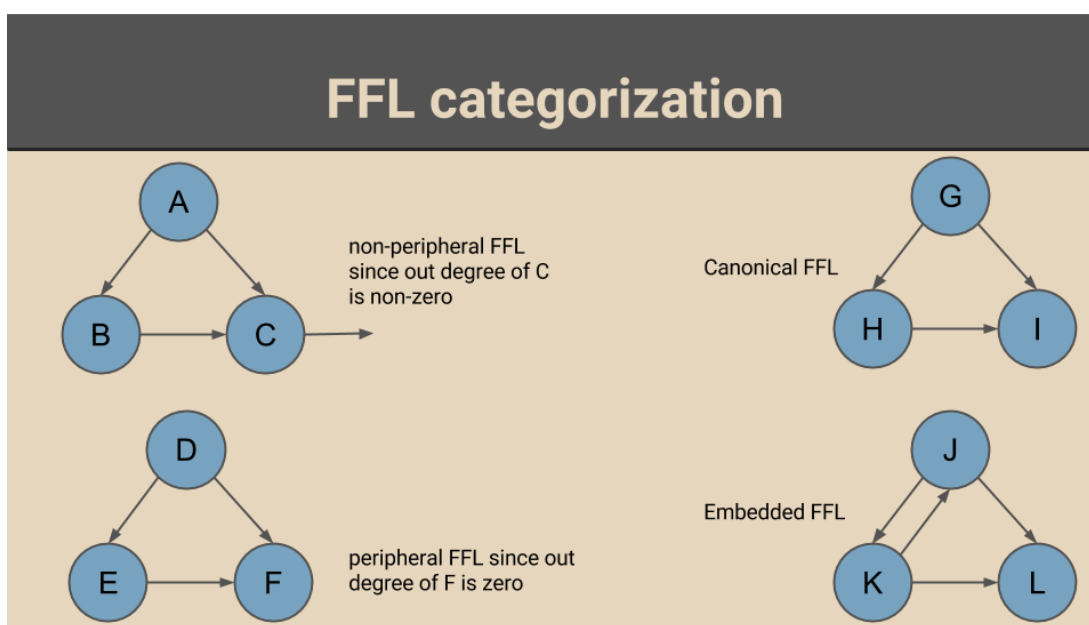 FFL categorization
A
B
C
non-peripheral FFL
since out degree of C
is non-zero
G
Canonical FFL
H
I
D
E
F
peripheral FFL since out
degree of F is zero
J
Embedded FFL
K
L